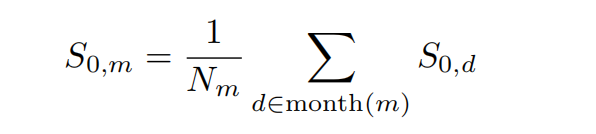 S_{0,m} = \frac{1}{N_m} \sum_{d \in \text{month}(m)} S_{0,d}